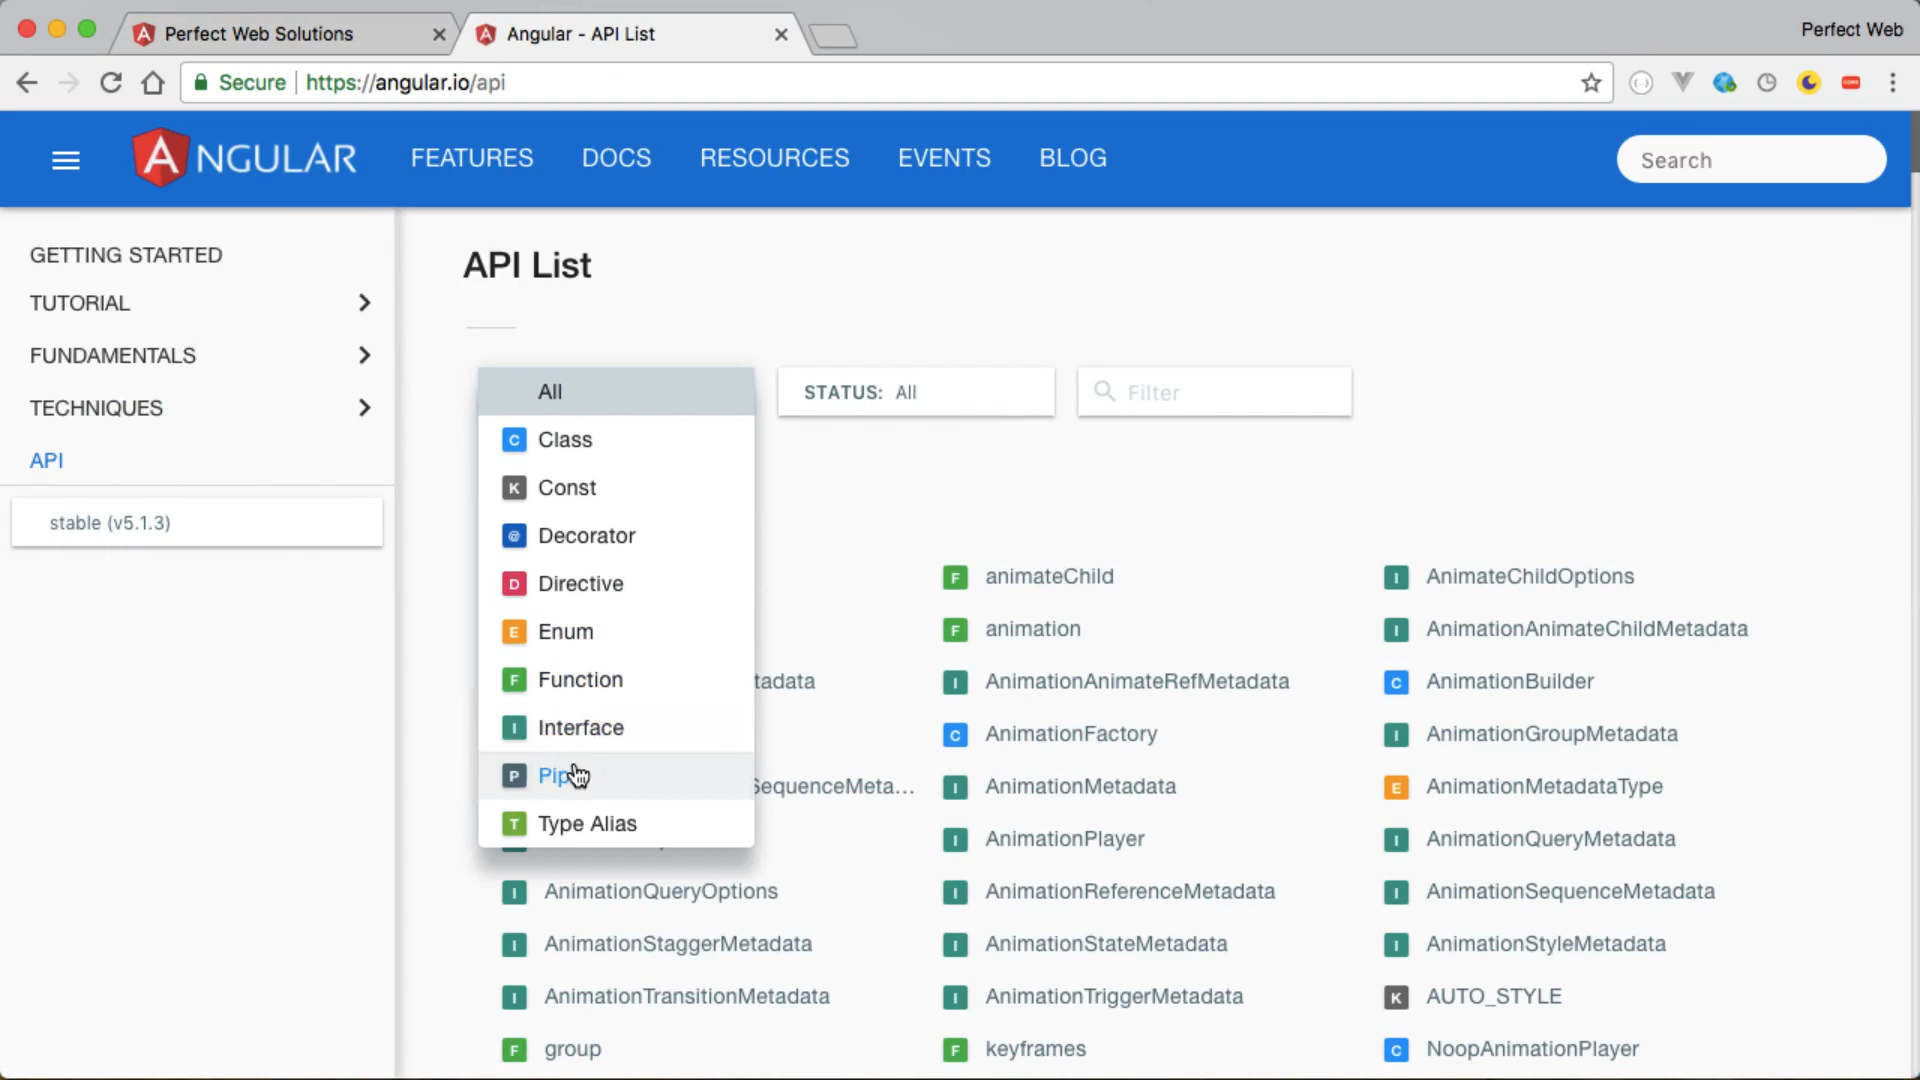 Perfect Web Solutions
Angular - API List
Perfect Web
Secure
https://angular.io/api
ANGULAR
FEATURES
DOCS
RESOURCES
EVENTS
BLOG
Search
GETTING STARTED
TUTORIAL
FUNDAMENTALS
TECHNIQUES
API
stable (v5.1.3)
API List
All
C Class
K Const
@ Decorator
D Directive
E Enum
F Function
I Interface
P
T Type Alias
STATUS: All
Filter
F animateChild
I AnimateChildOptions
F animation
I AnimationAnimateChildMetadata
tadata
I AnimationAnimateRefMetadata
C AnimationBuilder
C AnimationFactory
I AnimationGroupMetadata
SequenceMeta...
I AnimationMetadata
E AnimationMetadataType
I AnimationPlayer
I AnimationQueryMetadata
I AnimationQueryOptions
I AnimationReferenceMetadata
I AnimationSequenceMetadata
I AnimationStaggerMetadata
I AnimationStateMetadata
I AnimationStyleMetadata
I AnimationTransitionMetadata
I AnimationTriggerMetadata
K AUTO_STYLE
F group
F keyframes
C NoopAnimationPlayer